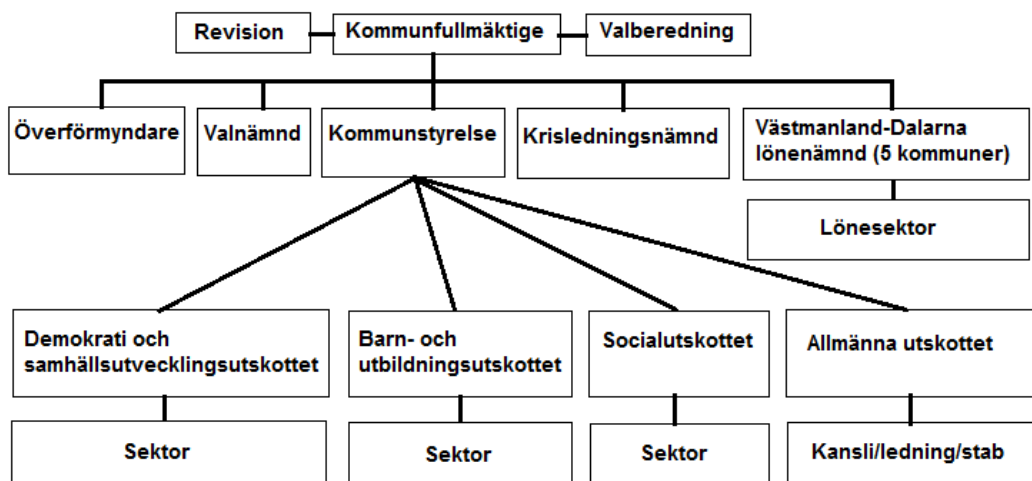 Revision
Kommunfullmäktige
Valberedning
Överförmyndare
Valnämnd
Kommunstyrelse
Krisledningsnämnd
Västmanland-Dalarna
lönenämnd (5 kommuner)
Lönesektor
Demokrati och
samhällsutvecklingsutskottet
Barn- och
utbildningsutskottet
Socialutskottet
Allmänna utskottet
Sektor
Sektor
Sektor
Kansli/ledning/stab